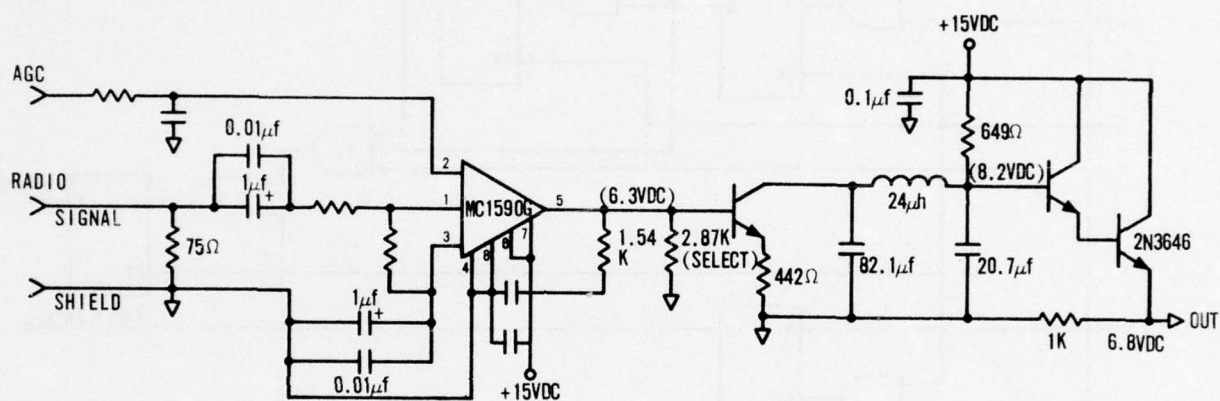 +15VDC
AGC
0.1μf
0.01μf
649Ω
RADIO
1μf
+
2
(6.3VDC)
(8.2VDC)
SIGNAL
1
MC1590G
5
24μh
75Ω
3
6
7
1.54
K
2.87K
(SELECT)
2N3646
4
8
442Ω
82.1μf
20.7μf
SHIELD
1μf
+
OUT
1K
6.8VDC
0.01μf
+15VDC